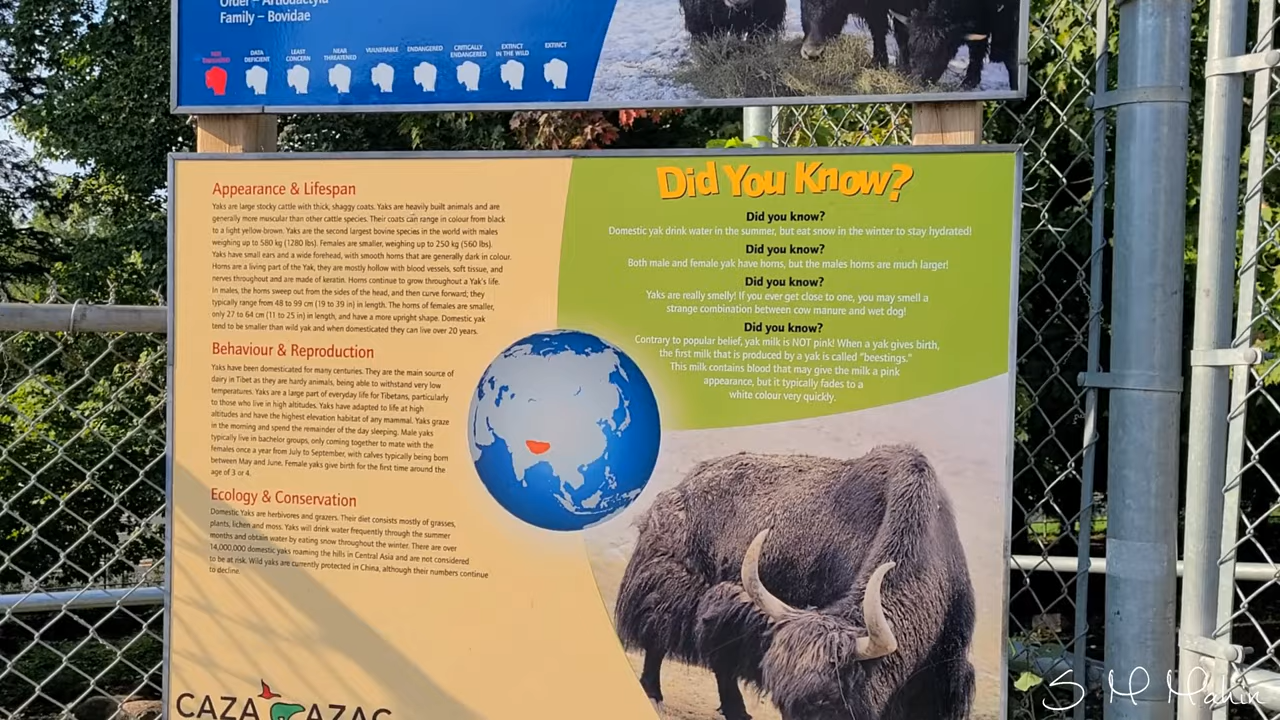 Order – Artiodactyla
Family – Bovidae
NOT ENDANGERED
DATA DEFICIENT
LEAST CONCERN
NEAR THREATENED
VULNERABLE
ENDANGERED
CRITICALLY ENDANGERED
EXTINCT IN THE WILD
EXTINCT
Appearance & Lifespan
Yaks are large stocky cattle with thick, shaggy coats. Yaks are heavily built animals and are
generally more muscular than other cattle species. Their coats can range in colour from black
to a light yellow-brown. Yaks are the second largest bovine species in the world with males
weighing up to 580 kg (1280 lbs). Females are smaller, weighing up to 250 kg (560 lbs).
Yaks have small ears and a wide forehead, with smooth horns that are generally dark in colour.
Horns are a living part of the Yak, they are mostly hollow with blood vessels, soft tissue, and
nerves throughout and are made of keratin. Horns continue to grow throughout a Yak's life.
In males, the horns sweep out from the sides of the head, and then curve forward; they
typically range from 48 to 99 cm (19 to 39 in) in length. The horns of females are smaller,
only 27 to 64 cm (11 to 25 in) in length, and have a more upright shape. Domestic yak
tend to be smaller than wild yak and when domesticated they can live over 20 years.
Behaviour & Reproduction
Yaks have been domesticated for many centuries. They are the main source of
dairy in Tibet as they are hardy animals, being able to withstand very low
temperatures. Yaks are a large part of everyday life for Tibetans, particularly
to those who live in high altitudes. Yaks have adapted to life at high
altitudes and have the highest elevation habitat of any mammal. Yaks graze
in the morning and spend the remainder of the day sleeping. Male yaks
typically live in bachelor groups, only coming together to mate with the
females once a year from July to September, with calves typically being born
between May and June. Female yaks give birth for the first time around the
age of 3 or 4.
Ecology & Conservation
Domestic Yaks are herbivores and grazers. Their diet consists mostly of grasses,
plants, lichen and moss. Yaks will drink water frequently through the summer
months and obtain water by eating snow throughout the winter. There are over
14,000,000 domestic yaks roaming the hills in Central Asia and are not considered
to be at risk. Wild yaks are currently protected in China, although their numbers continue
to decline.
CAZA AZAC
Did You Know?
Did you know?
Domestic yak drink water in the summer, but eat snow in the winter to stay hydrated!
Did you know?
Both male and female yak have horns, but the males horns are much larger!
Did you know?
Yaks are really smelly! If you ever get close to one, you may smell a
strange combination between cow manure and wet dog!
Did you know?
Contrary to popular belief, yak milk is NOT pink! When a yak gives birth,
the first milk that is produced by a yak is called "beestings."
This milk contains blood that may give the milk a pink
appearance, but it typically fades to a
white colour very quickly.
S M Mahin